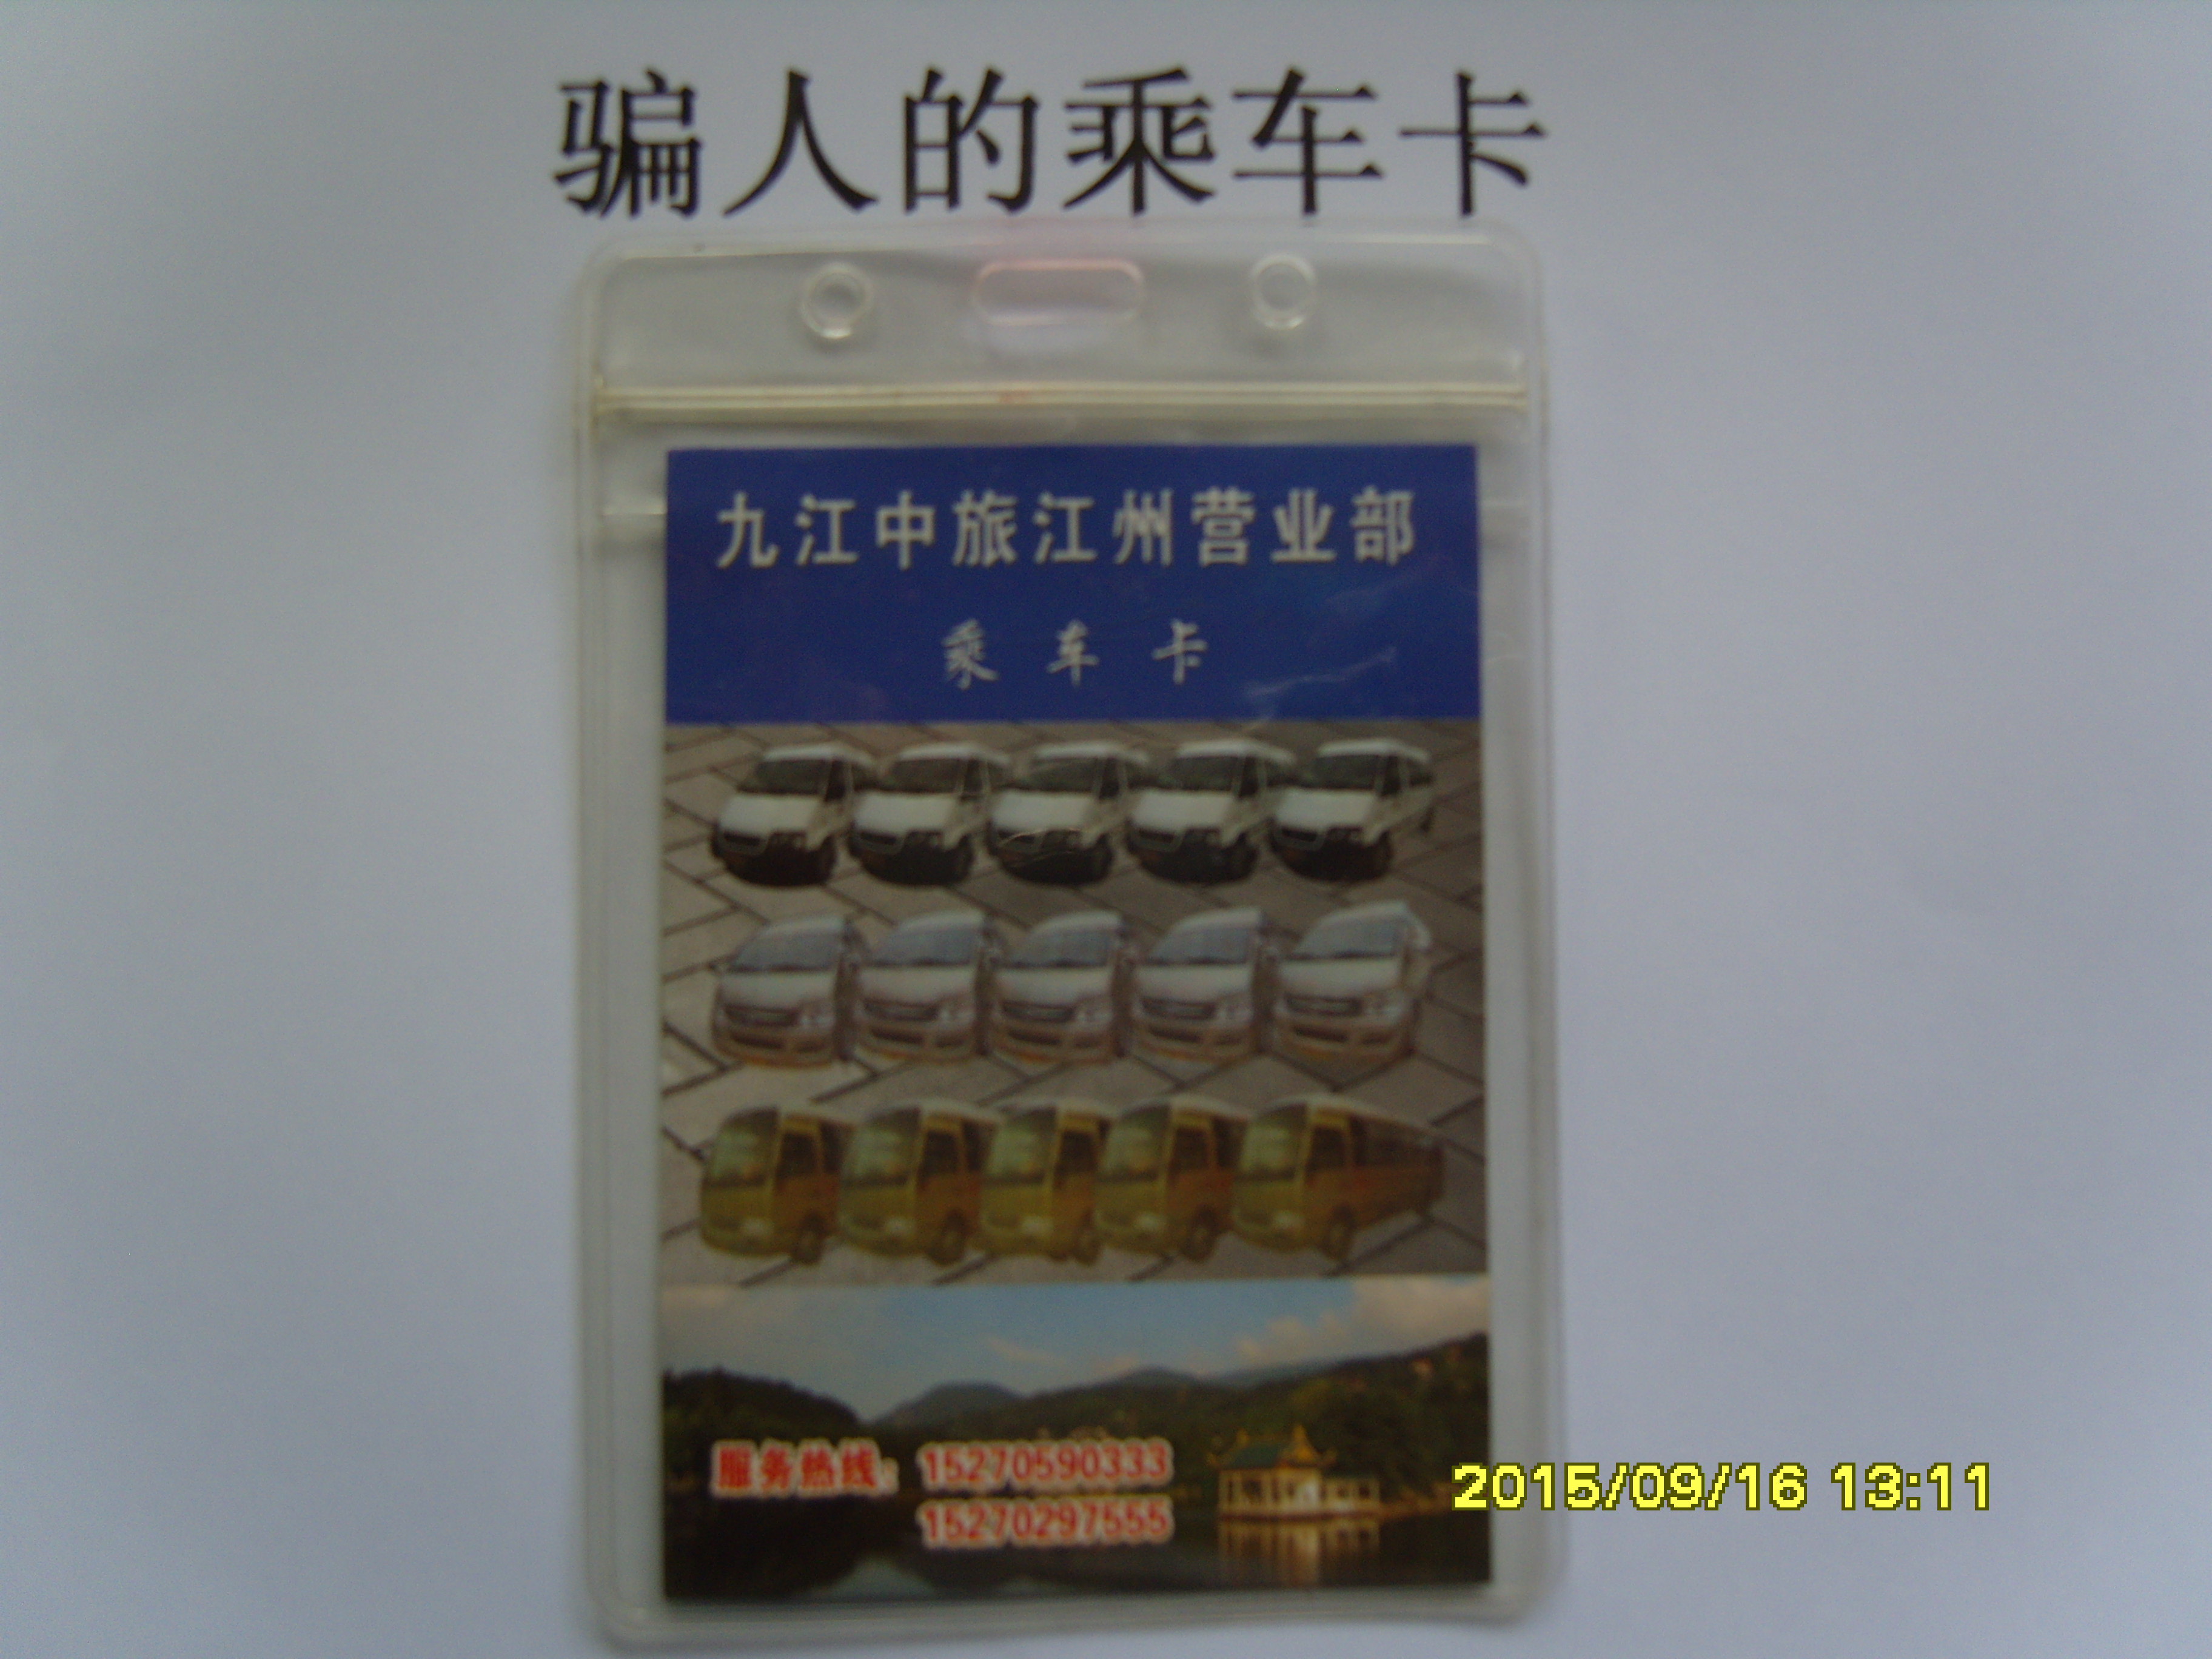 骗人的乘车卡
九江中旅江州营业部
乘车卡
服务热线：15270590333
15270297555
2015/09/16 13:11